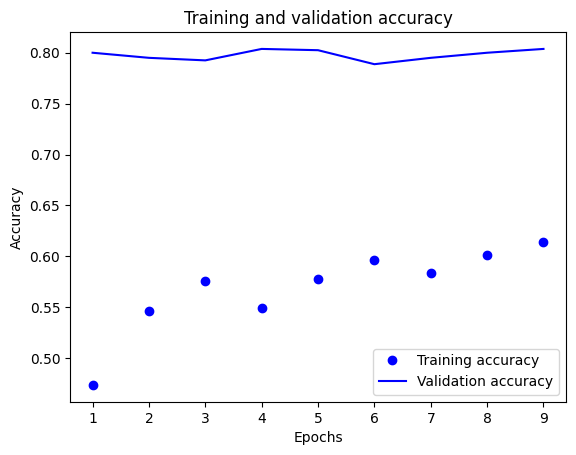 Training and validation accuracy
Accuracy
0.80
0.75
0.70
0.65
0.60
0.55
0.50
Training accuracy
Validation accuracy
1 2 3 4 5 6 7 8 9
Epochs